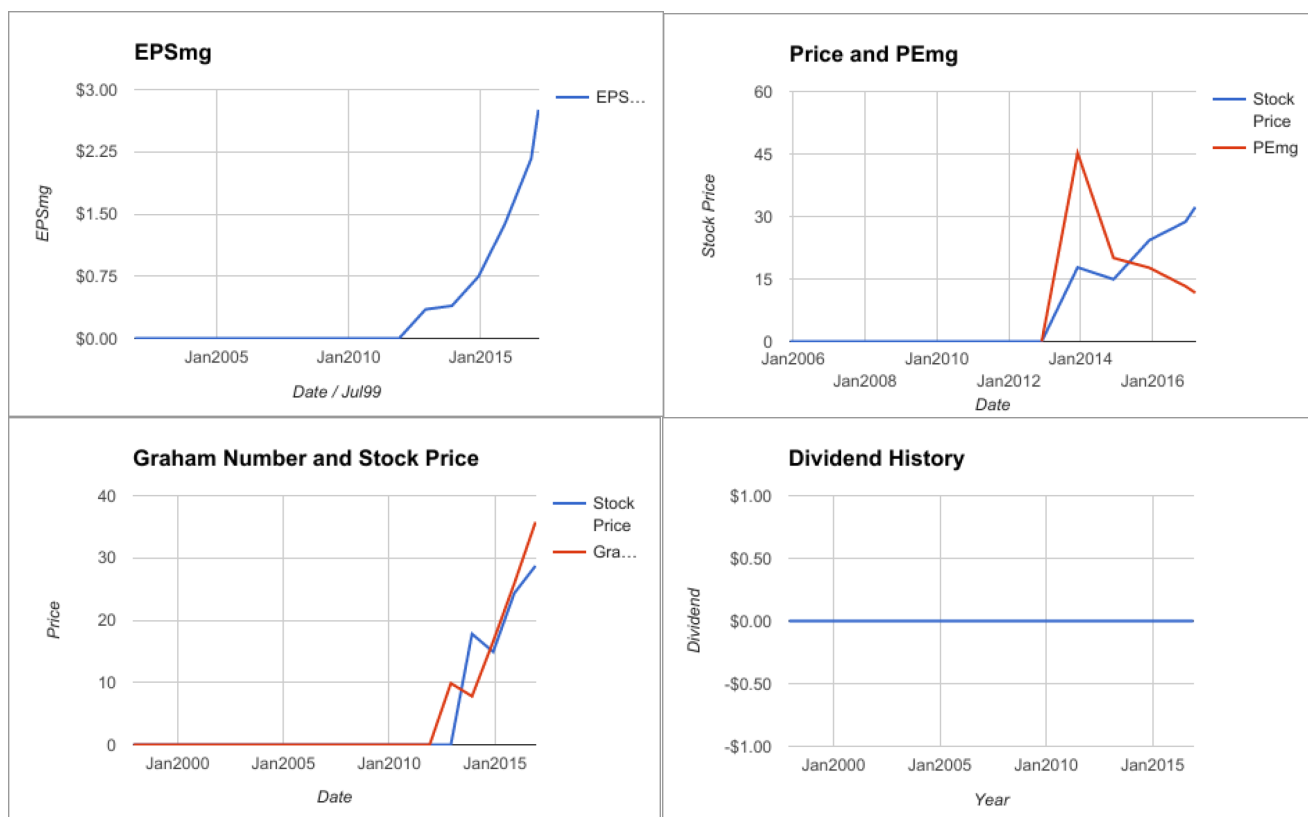 EPSmg
$3.00
$2.25
$1.50
$0.75
$0.00
EPSmg
Jan2005
Jan2010
Jan2015
Date / Jul99
EPS…
Price and PEmg
60
45
30
15
0
Stock Price
Jan2006
Jan2010
Jan2014
Jan2008
Jan2012
Jan2016
Date
Stock
Price
PEmg
Graham Number and Stock Price
40
30
20
10
0
Price
Jan2000
Jan2005
Jan2010
Jan2015
Date
Stock
Price
Gra…
Dividend History
$1.00
$0.50
$0.00
-$0.50
-$1.00
Dividend
Jan2000
Jan2005
Jan2010
Jan2015
Year